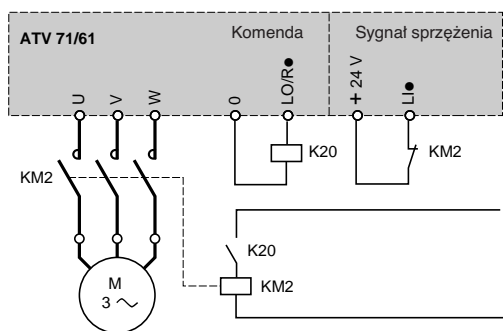 ATV 71/61
Komenda
Sygnał sprzężenia
U
V
W
0
LO/R●
+ 24 V
LI●
KM2
K20
KM2
K20
KM2
M
3 ~